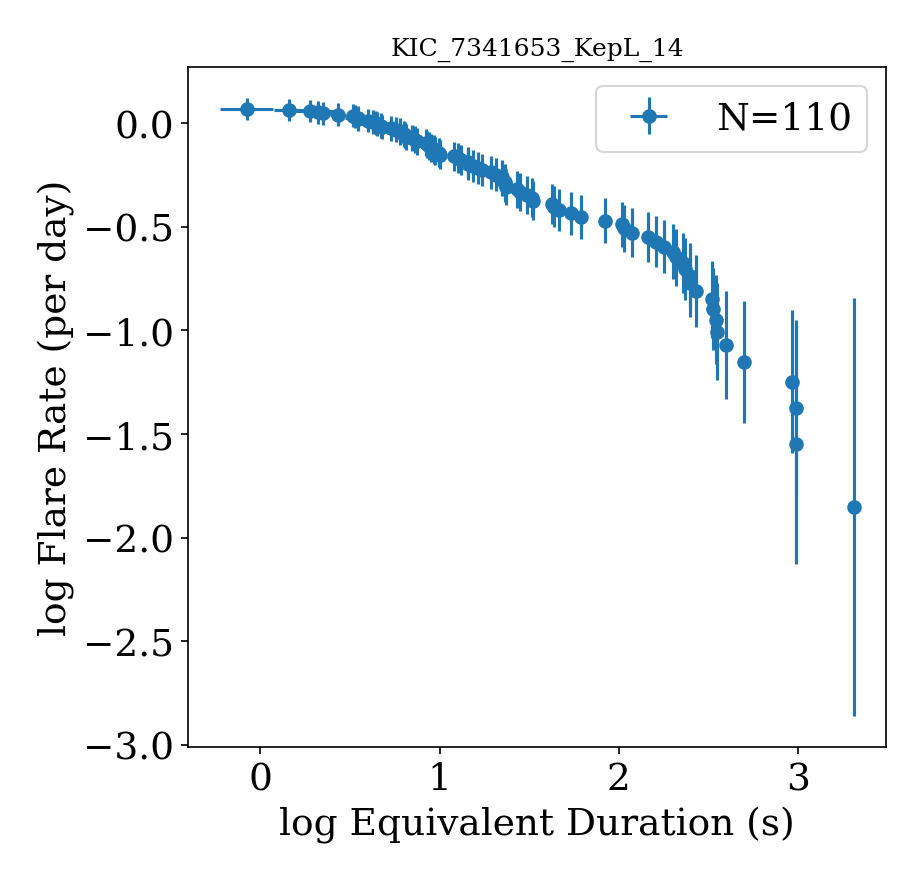 KIC_7341653_KepL_14
N=110
0.0
−0.5
−1.0
−1.5
−2.0
−2.5
−3.0
log Flare Rate (per day)
0 1 2 3
log Equivalent Duration (s)